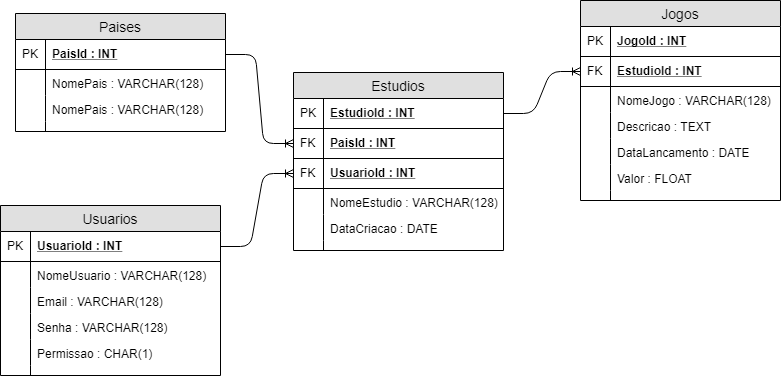 Paises
PK PaisId : INT
NomePais : VARCHAR(128)
NomePais : VARCHAR(128)
Usuarios
PK UsuarioId : INT
NomeUsuario : VARCHAR(128)
Email : VARCHAR(128)
Senha : VARCHAR(128)
Permissao : CHAR(1)
Estudios
PK EstudioId : INT
FK PaisId : INT
FK UsuarioId : INT
NomeEstudio : VARCHAR(128)
DataCriacao : DATE
Jogos
PK JogoId : INT
FK EstudioId : INT
NomeJogo : VARCHAR(128)
Descricao : TEXT
DataLancamento : DATE
Valor : FLOAT